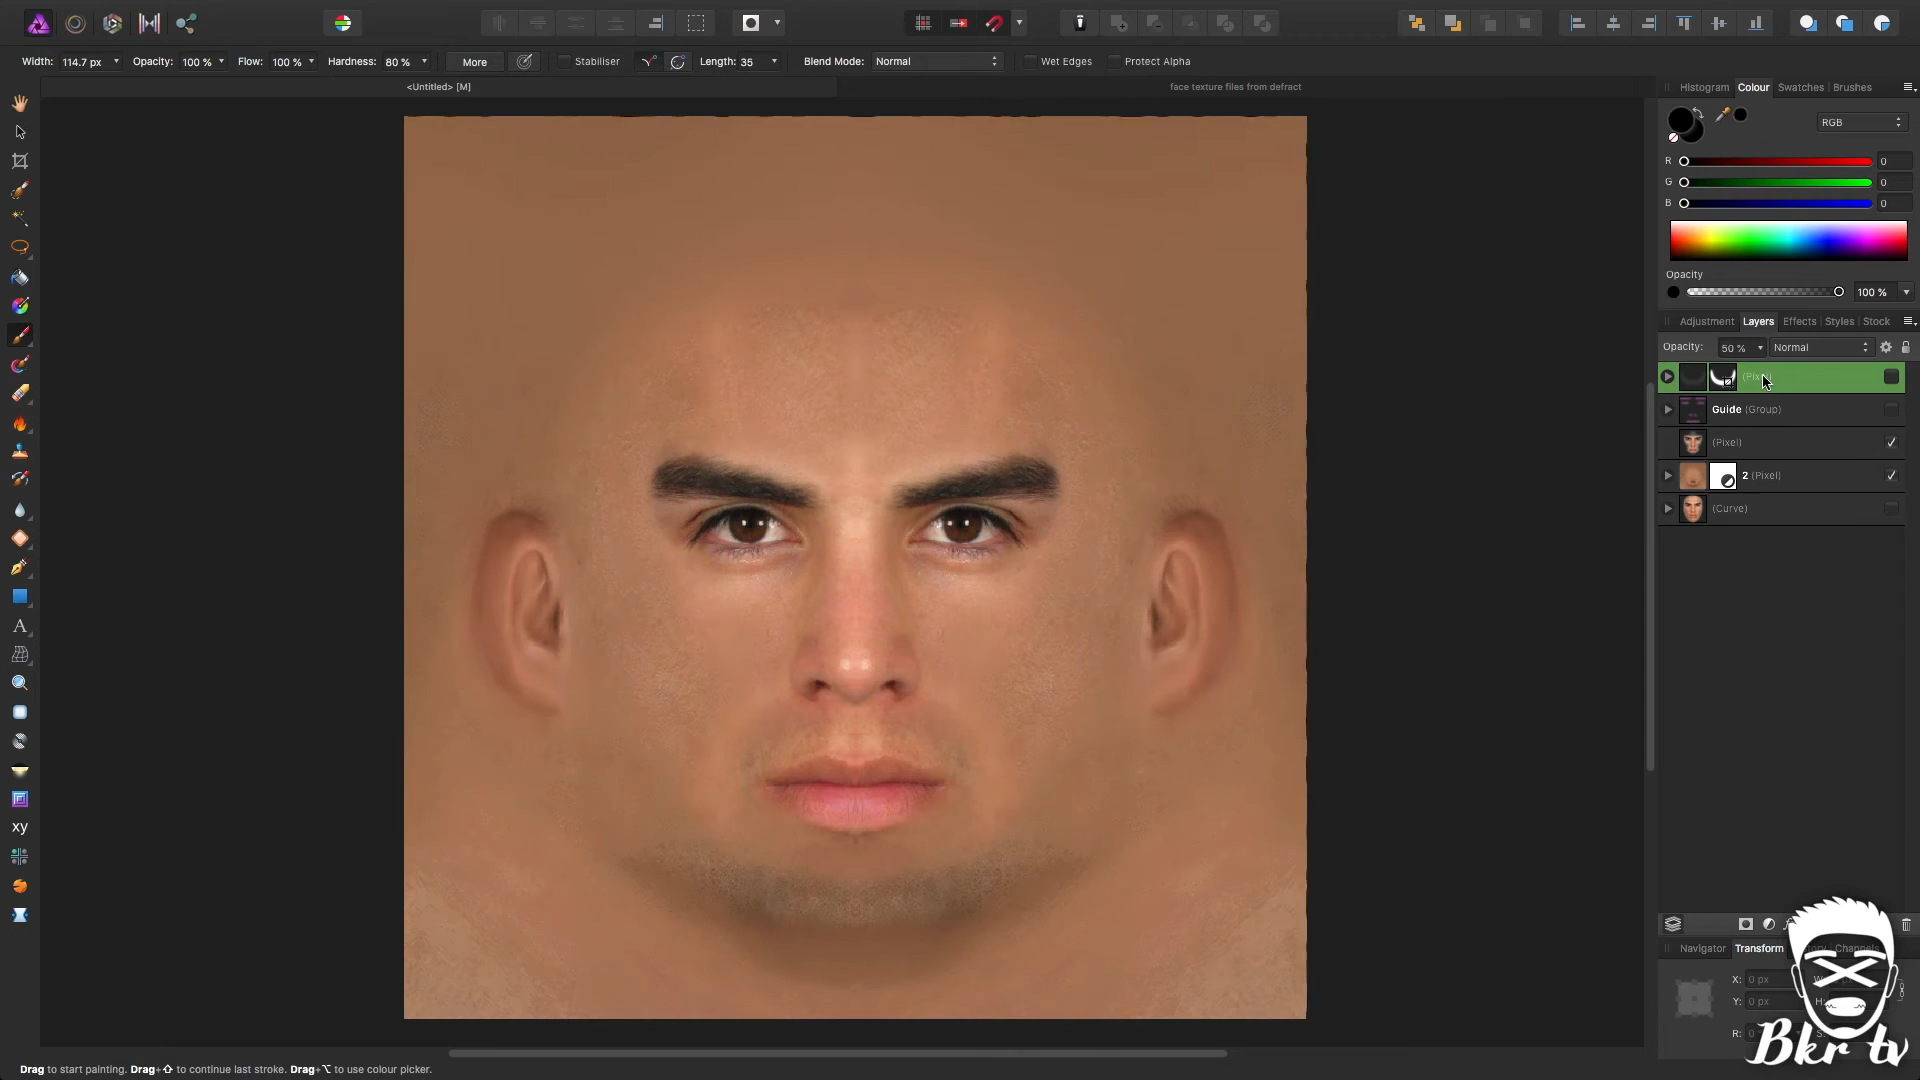 Width: 114.7 px Opacity: 100 % Flow: 100 % Hardness: 80 % More Stabiliser Length: 35 Blend Mode: Normal Wet Edges Protect Alpha
<Untitled> [M] face texture files from defract
Histogram Colour Swatches Brushes
RGB
R 0
G 0
B 0
Opacity
100 %
Adjustment Layers Effects Styles Stock
Opacity: 50 % Normal
(Pixel)
Guide (Group)
(Pixel)
2 (Pixel)
(Curve)
A
xy
Navigator Transform Channels
X: 0 px
Y: 0 px
R:
Bkr tv
Drag to start painting. Drag+⇧ to continue last stroke. Drag+⌥ to use colour picker.